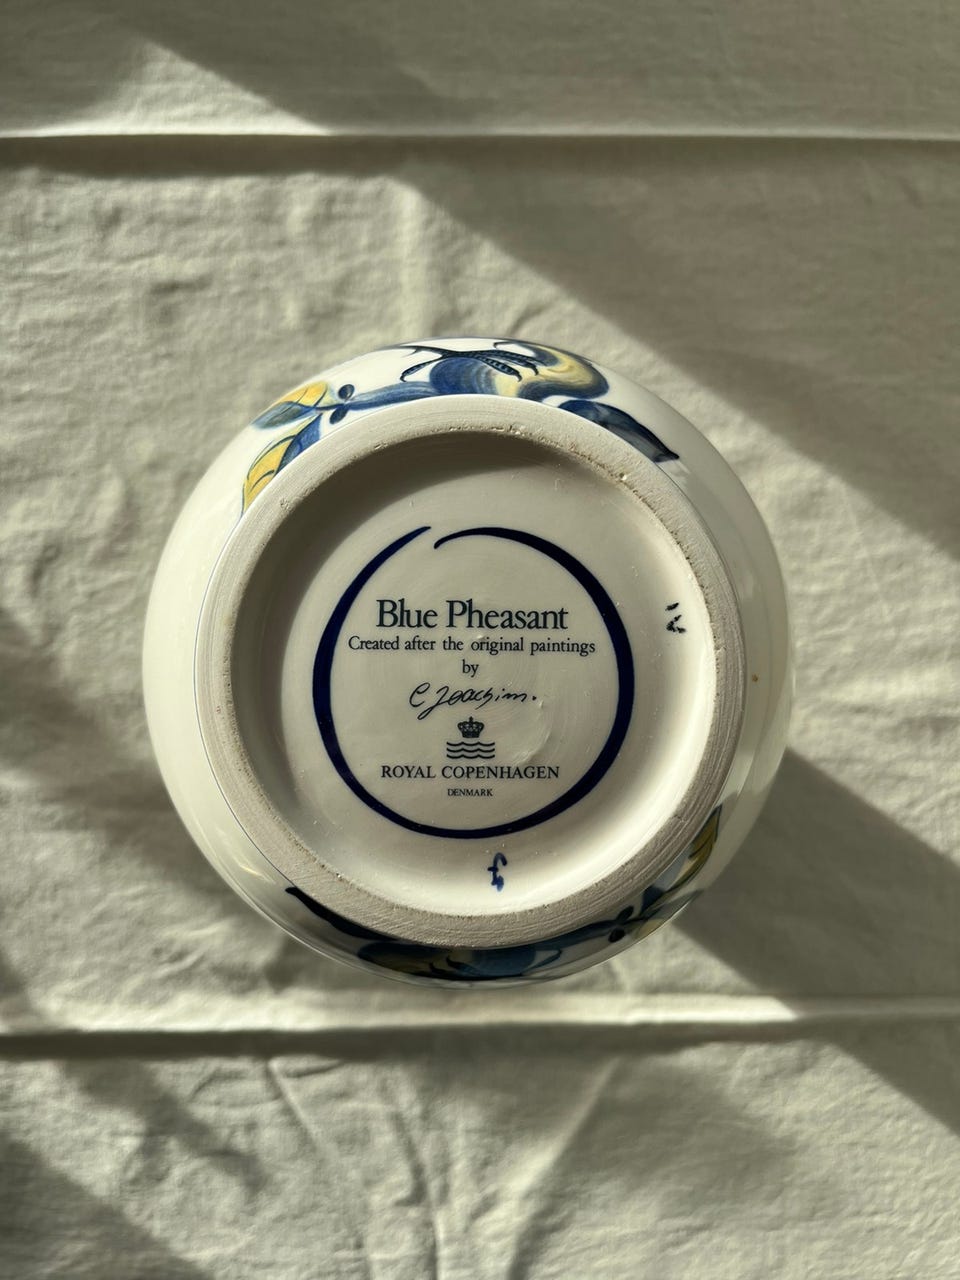 Blue Pheasant
Created after the original paintings
by
C Joachim.
ROYAL COPENHAGEN
DENMARK